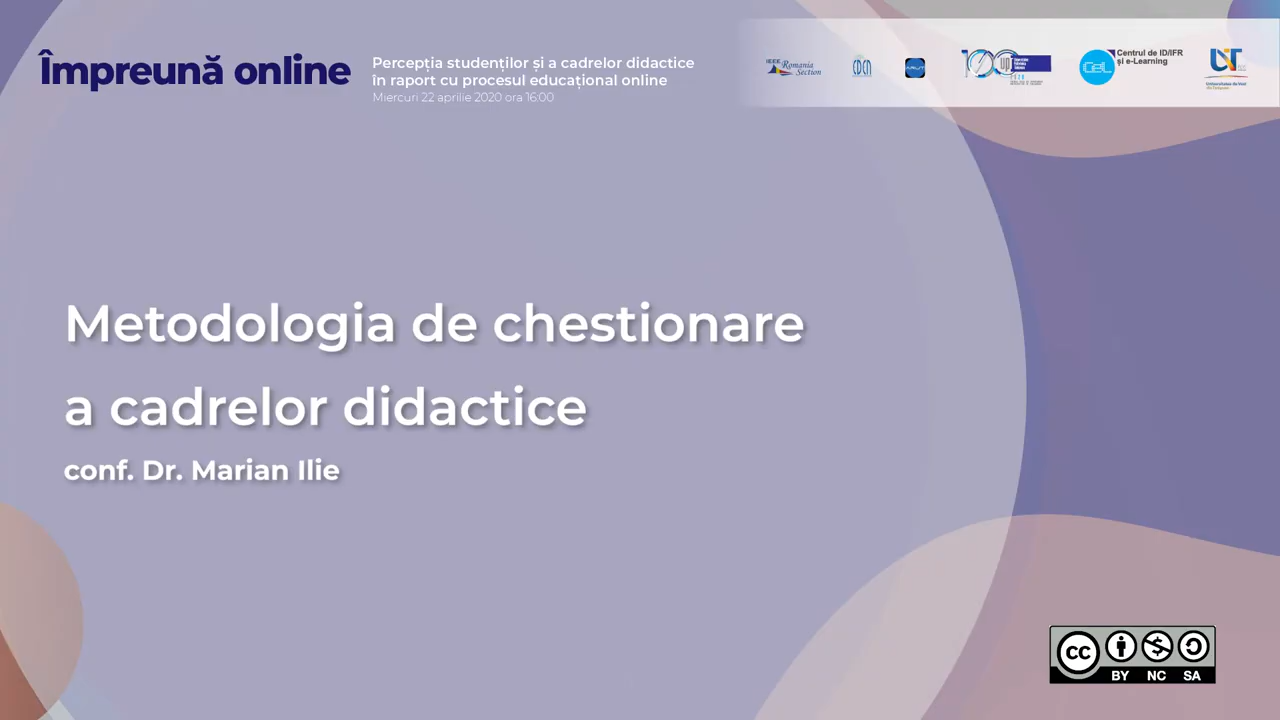 Împreună online
Percepția studenților și a cadrelor didactice
în raport cu procesul educațional online
Miercuri 22 aprilie 2020 ora 16:00
Romania
Section
100
Centrul de ID/IFR
și e-Learning
Metodologia de chestionare
a cadrelor didactice
conf. Dr. Marian Ilie
CC
BY NC SA